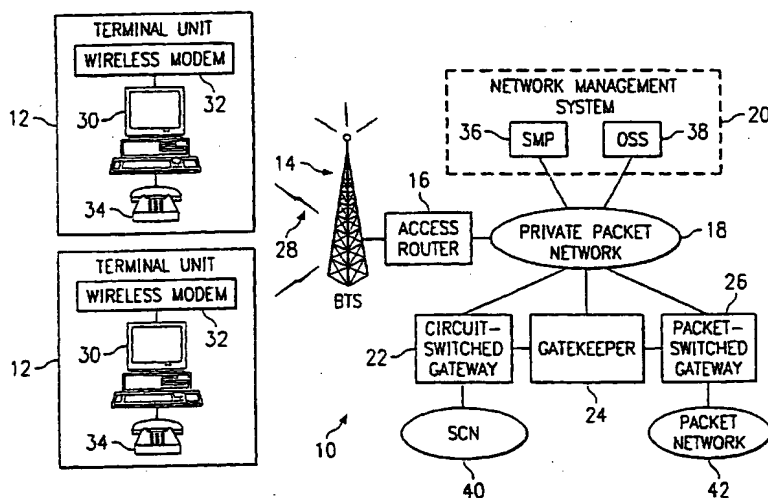 TERMINAL UNIT
WIRELESS MODEM
12
30
32
34
TERMINAL UNIT
WIRELESS MODEM
12
30
32
34
14
28
BTS
16
ACCESS
ROUTER
NETWORK MANAGEMENT
SYSTEM
20
36
SMP
OSS
38
PRIVATE PACKET
NETWORK
18
26
22
CIRCUIT-
SWITCHED
GATEWAY
GATEKEEPER
24
PACKET-
SWITCHED
GATEWAY
10
SCN
40
PACKET
NETWORK
42